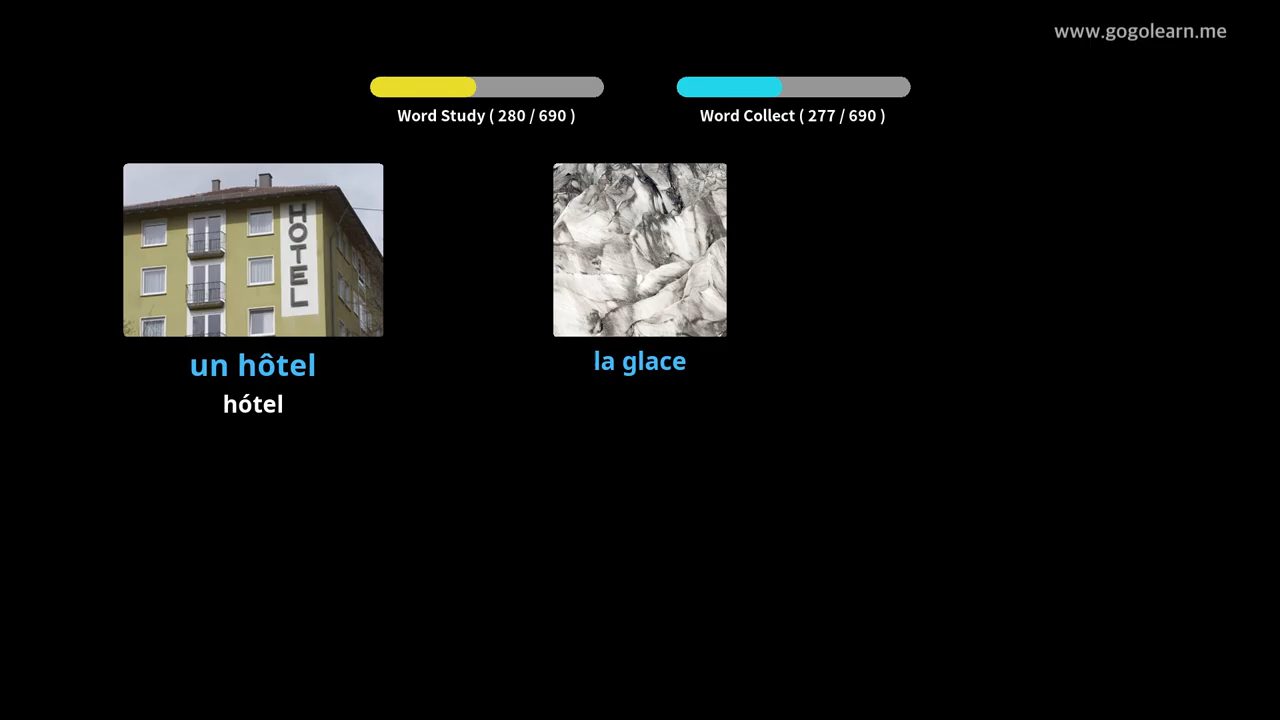 www.gogolearn.me
Word Study ( 280 / 690 )
Word Collect ( 277 / 690 )
HOTEL
un hôtel
hótel
la glace